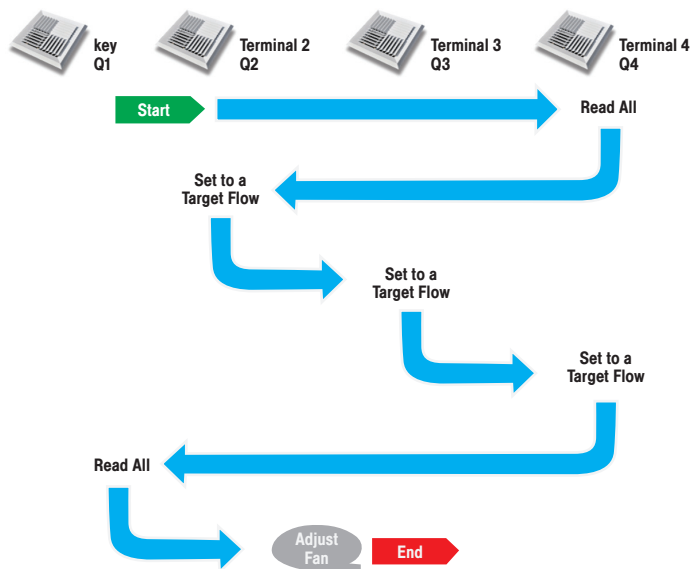 key
Q1
Terminal 2
Q2
Terminal 3
Q3
Terminal 4
Q4
Start
Read All
Set to a
Target Flow
Set to a
Target Flow
Set to a
Target Flow
Read All
Adjust
Fan
End